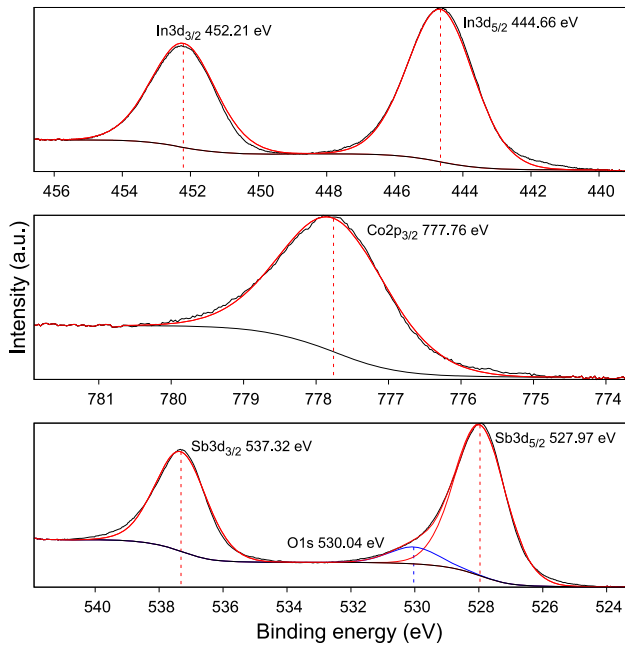 In3d3/2 452.21 eV
In3d5/2 444.66 eV
456 454 452 450 448 446 444 442 440
Co2p3/2 777.76 eV
Intensity (a.u.)
781 780 779 778 777 776 775 774
Sb3d3/2 537.32 eV
Sb3d5/2 527.97 eV
O1s 530.04 eV
540 538 536 534 532 530 528 526 524
Binding energy (eV)